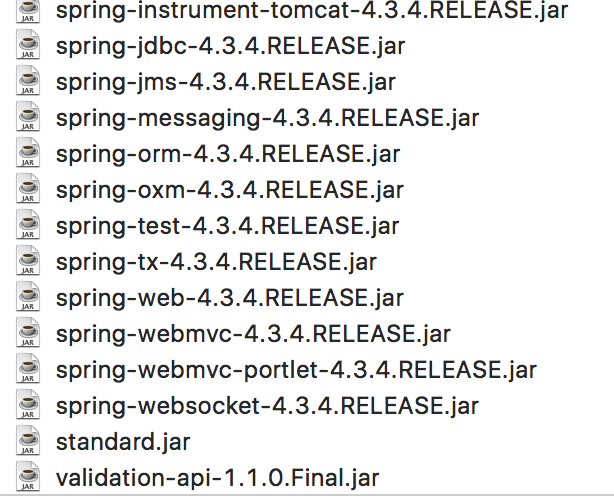 spring-instrument-tomcat-4.3.4.RELEASE.jar
JAR spring-jdbc-4.3.4.RELEASE.jar
JAR spring-jms-4.3.4.RELEASE.jar
JAR spring-messaging-4.3.4.RELEASE.jar
JAR spring-orm-4.3.4.RELEASE.jar
JAR spring-oxm-4.3.4.RELEASE.jar
JAR spring-test-4.3.4.RELEASE.jar
JAR spring-tx-4.3.4.RELEASE.jar
JAR spring-web-4.3.4.RELEASE.jar
JAR spring-webmvc-4.3.4.RELEASE.jar
JAR spring-webmvc-portlet-4.3.4.RELEASE.jar
JAR spring-websocket-4.3.4.RELEASE.jar
JAR standard.jar
JAR validation-api-1.1.0.Final.jar